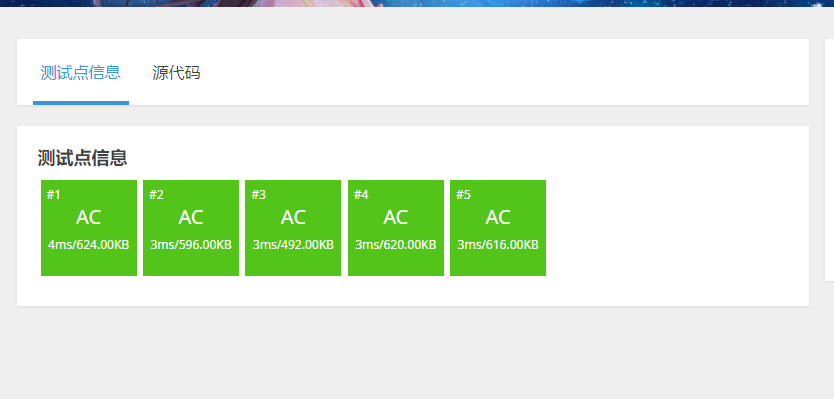 测试点信息 源代码
测试点信息
#1 #2 #3 #4 #5
AC AC AC AC AC
4ms/624.00KB 3ms/596.00KB 3ms/492.00KB 3ms/620.00KB 3ms/616.00KB